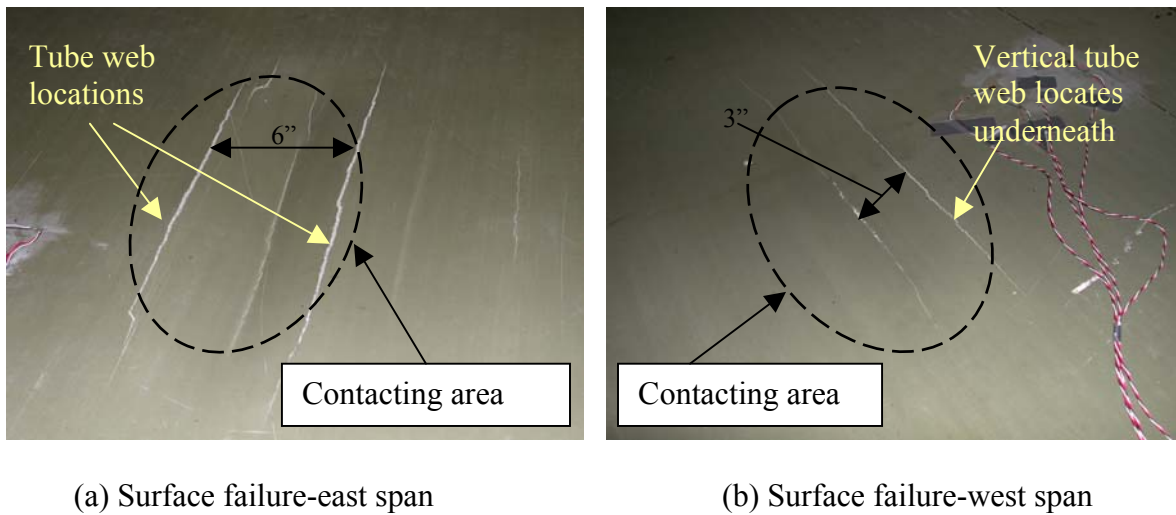 Tube web
locations
6”
Contacting area
Vertical tube
web locates
underneath
3”
Contacting area
(a) Surface failure-east span
(b) Surface failure-west span